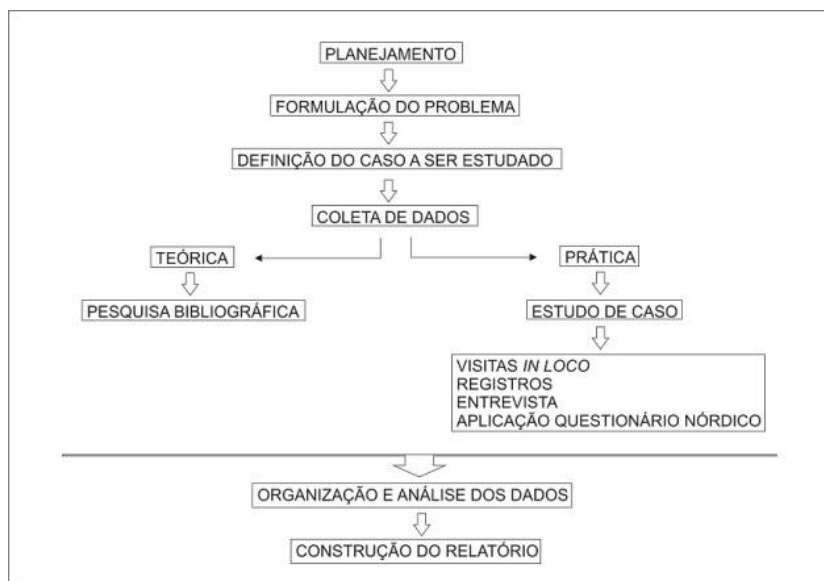 PLANEJAMENTO
FORMULAÇÃO DO PROBLEMA
DEFINIÇÃO DO CASO A SER ESTUDADO
COLETA DE DADOS
TEÓRICA
PRÁTICA
PESQUISA BIBLIOGRÁFICA
ESTUDO DE CASO
VISITAS IN LOCO
REGISTROS
ENTREVISTA
APLICAÇÃO QUESTIONÁRIO NÓRDICO
ORGANIZAÇÃO E ANÁLISE DOS DADOS
CONSTRUÇÃO DO RELATÓRIO